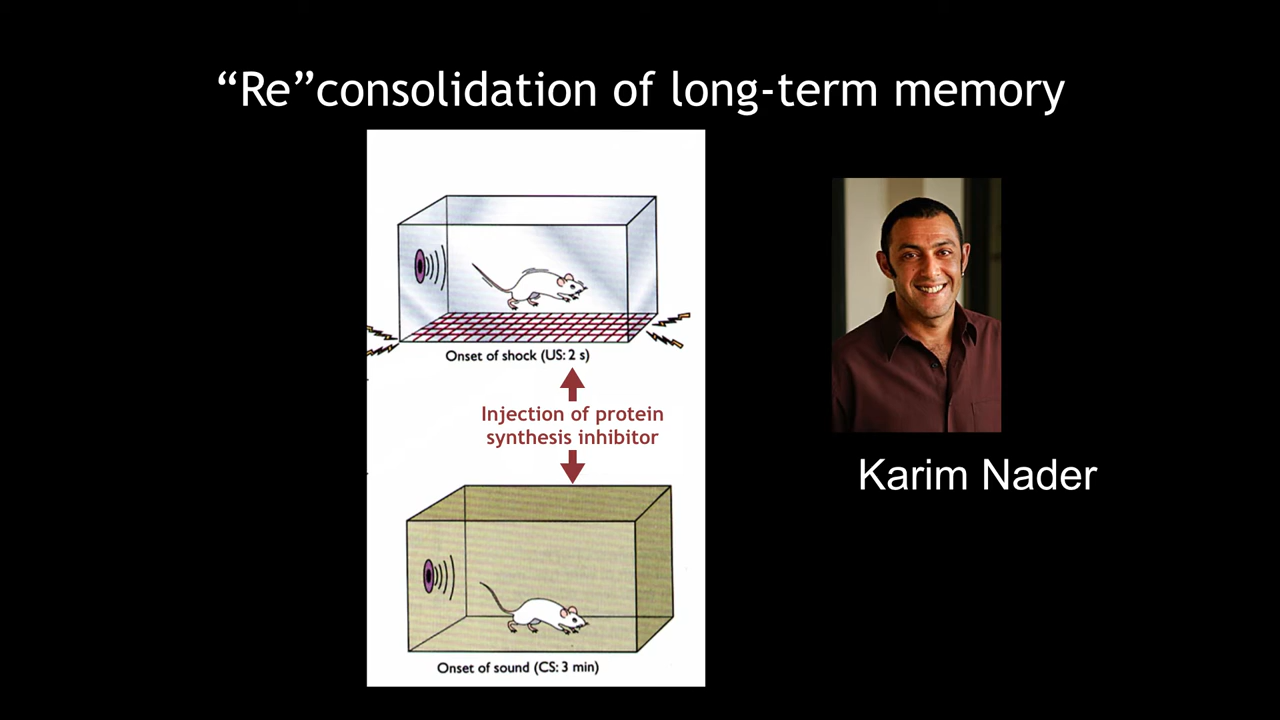 “Re”consolidation of long-term memory
Onset of shock (US: 2 s)
Injection of protein
synthesis inhibitor
Onset of sound (CS: 3 min)
Karim Nader